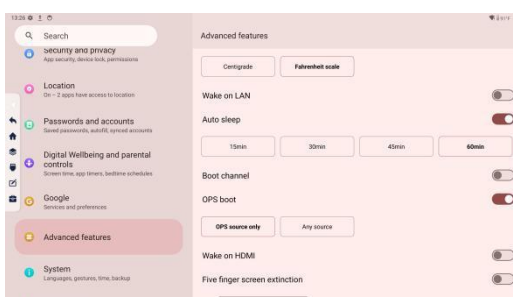 13:26
Search
Security and privacy
App security, device lock, permissions
Location
On – 2 apps have access to location
Passwords and accounts
Saved passwords, autofill, synced accounts
Digital Wellbeing and parental
controls
Screen time, app timers, bedtime schedules
Google
Services and preferences
Advanced features
System
Languages, gestures, time, backup
Advanced features
Centigrade Fahrenheit scale
Wake on LAN
Auto sleep
15min 30min 45min 60min
Boot channel
OPS boot
OPS source only Any source
Wake on HDMI
Five finger screen extinction